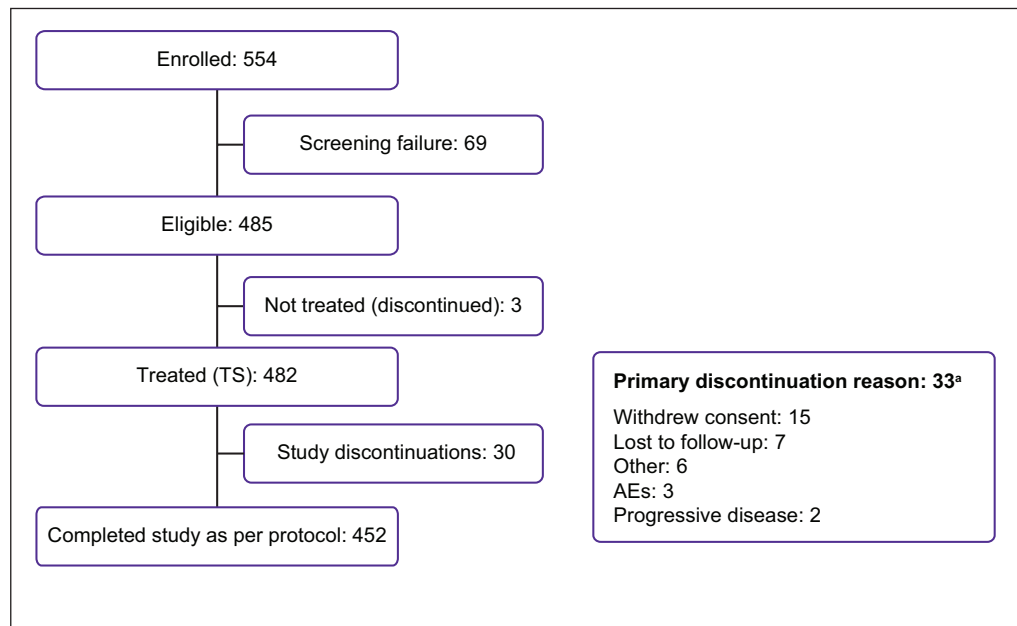 Enrolled: 554
Screening failure: 69
Eligible: 485
Not treated (discontinued): 3
Treated (TS): 482
Study discontinuations: 30
Completed study as per protocol: 452
Primary discontinuation reason: 33ᵃ
Withdrew consent: 15
Lost to follow-up: 7
Other: 6
AEs: 3
Progressive disease: 2